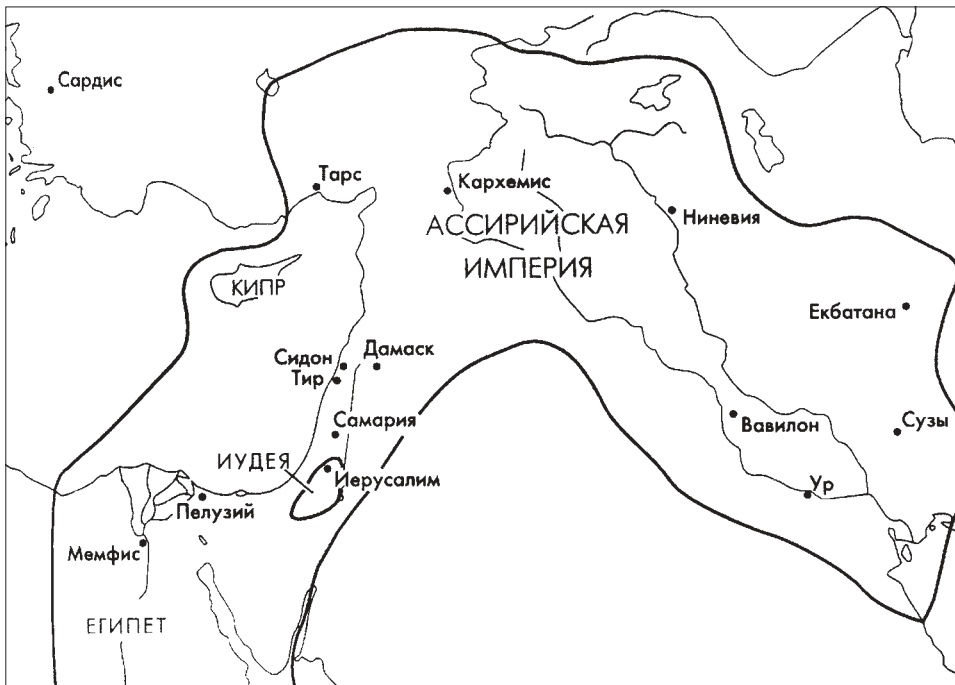 Сардис
Тарс
Кархемис
Ниневия
АССИРИЙСКАЯ
ИМПЕРИЯ
КИПР
Екбатана
Сидон
Дамаск
Тир
Самария
Вавилон
Сузы
ИУДЕЯ
Иерусалим
Ур
Пелузий
Мемфис
ЕГИПЕТ